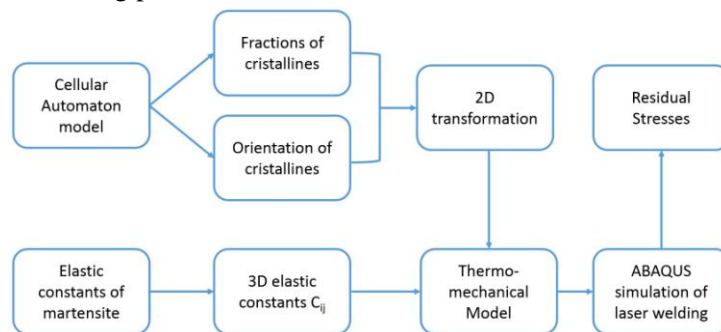 Fractions of
cristallines
Cellular
Automaton
model
Orientation of
cristallines
2D
transformation
Residual
Stresses
Elastic
constants of
martensite
3D elastic
constants Cij
Thermo-
mechanical
Model
ABAQUS
simulation of
laser welding